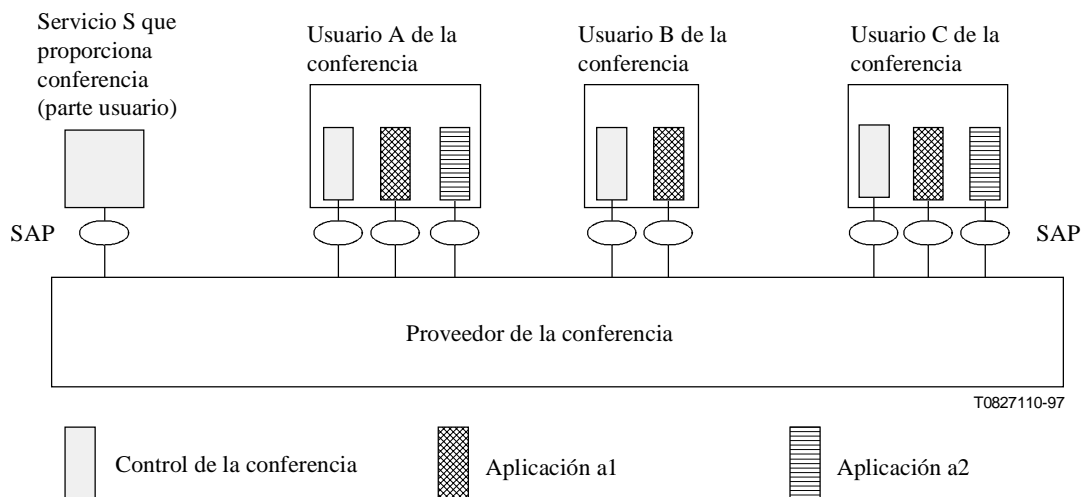 Servicio S que
proporciona
conferencia
(parte usuario)
Usuario A de la
conferencia
Usuario B de la
conferencia
Usuario C de la
conferencia
SAP
SAP
Proveedor de la conferencia
T0827110-97
Control de la conferencia
Aplicación a1
Aplicación a2